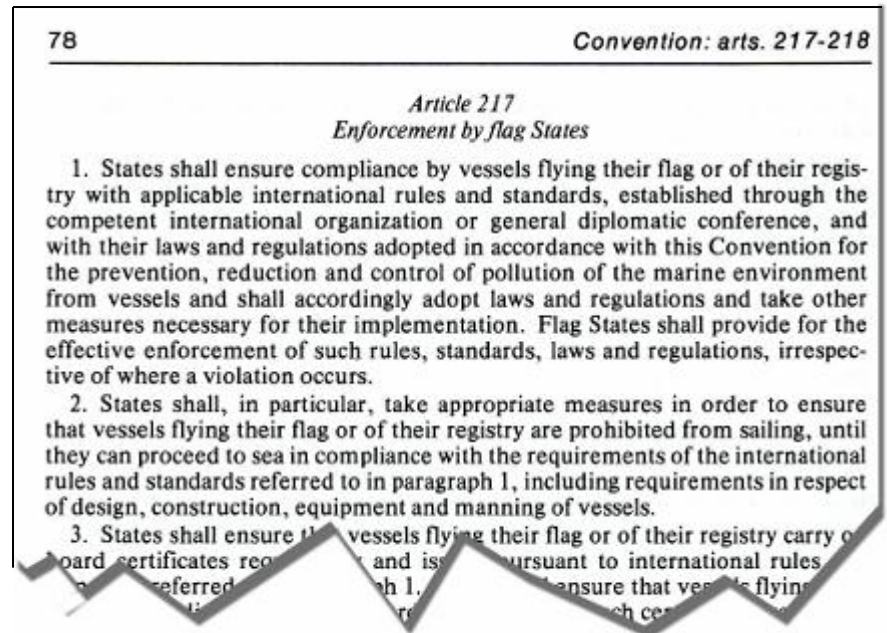 78 Convention: arts. 217-218
Article 217
Enforcement by flag States
1. States shall ensure compliance by vessels flying their flag or of their regis-
try with applicable international rules and standards, established through the
competent international organization or general diplomatic conference, and
with their laws and regulations adopted in accordance with this Convention for
the prevention, reduction and control of pollution of the marine environment
from vessels and shall accordingly adopt laws and regulations and take other
measures necessary for their implementation. Flag States shall provide for the
effective enforcement of such rules, standards, laws and regulations, irrespec-
tive of where a violation occurs.
2. States shall, in particular, take appropriate measures in order to ensure
that vessels flying their flag or of their registry are prohibited from sailing, until
they can proceed to sea in compliance with the requirements of the international
rules and standards referred to in paragraph 1, including requirements in respect
of design, construction, equipment and manning of vessels.
3. States shall ensure vessels flying their flag or of their registry carry
board certificates and pursuant to international rules
referred 1. ensure that flying